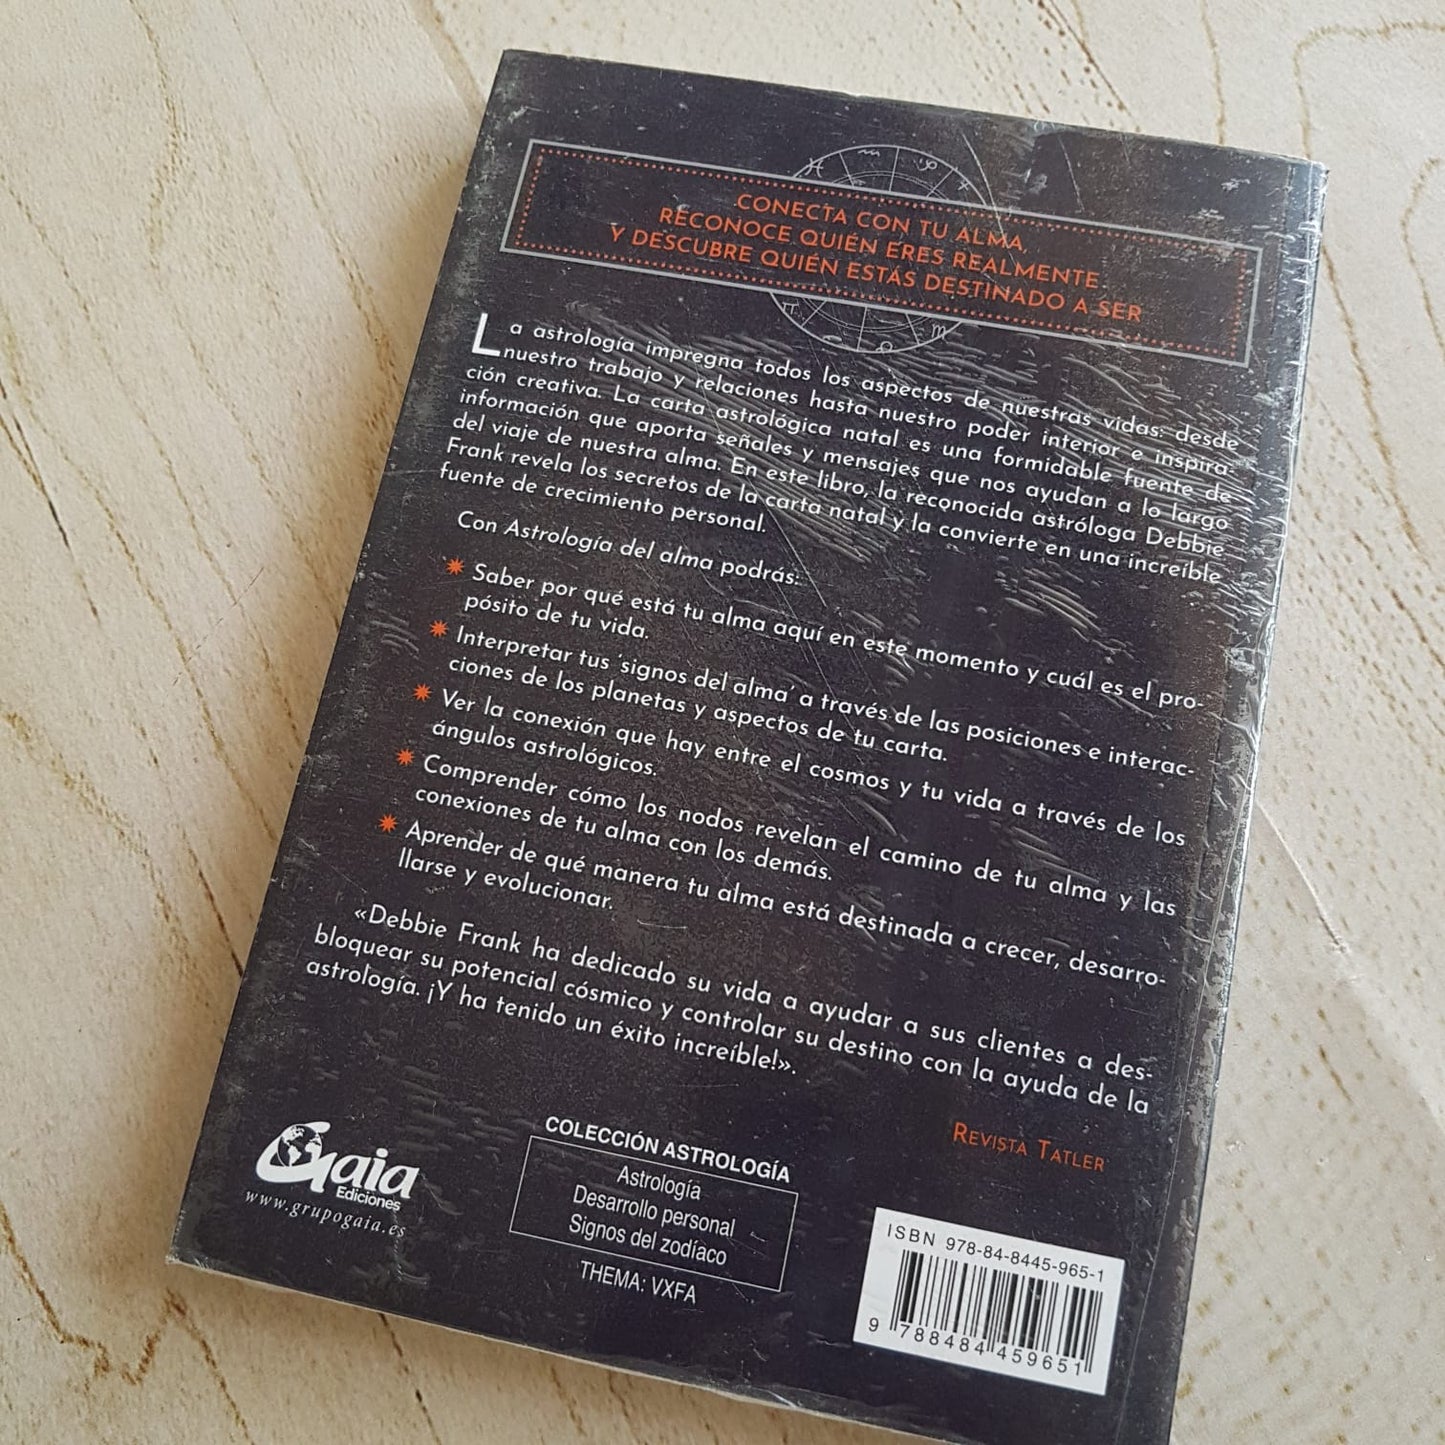 CONECTA CON TU ALMA,
RECONOCE QUIÉN ERES REALMENTE
Y DESCUBRE QUIÉN ESTÁS DESTINADO A SER
La astrología impregna todos los aspectos de nuestras vidas: desde
nuestro trabajo y relaciones hasta nuestro poder interior e inspira-
ción creativa. La carta astrológica natal es una formidable fuente de
información que aporta señales y mensajes que nos ayudan a lo largo
del viaje de nuestra alma. En este libro, la reconocida astróloga Debbie
Frank revela los secretos de la carta natal y la convierte en una increíble
fuente de crecimiento personal.
Con Astrología del alma podrás:
Saber por qué está tu alma aquí en este momento y cuál es el pro-
pósito de tu vida.
Interpretar tus ‘signos del alma’ a través de las posiciones e interac-
ciones de los planetas y aspectos de tu carta.
Ver la conexión que hay entre el cosmos y tu vida a través de los
ángulos astrológicos.
Comprender cómo los nodos revelan el camino de tu alma y las
conexiones de tu alma con los demás.
Aprender de qué manera tu alma está destinada a crecer, desarro-
llarse y evolucionar.
«Debbie Frank ha dedicado su vida a ayudar a sus clientes a des-
bloquear su potencial cósmico y controlar su destino con la ayuda de la
astrología. ¡Y ha tenido un éxito increíble!».
REVISTA TATLER
Gaia
Ediciones
www.grupogaia.es
COLECCIÓN ASTROLOGÍA
Astrología
Desarrollo personal
Signos del zodíaco
THEMA: VXFA
ISBN 978-84-8445-965-1
9 788484 459651